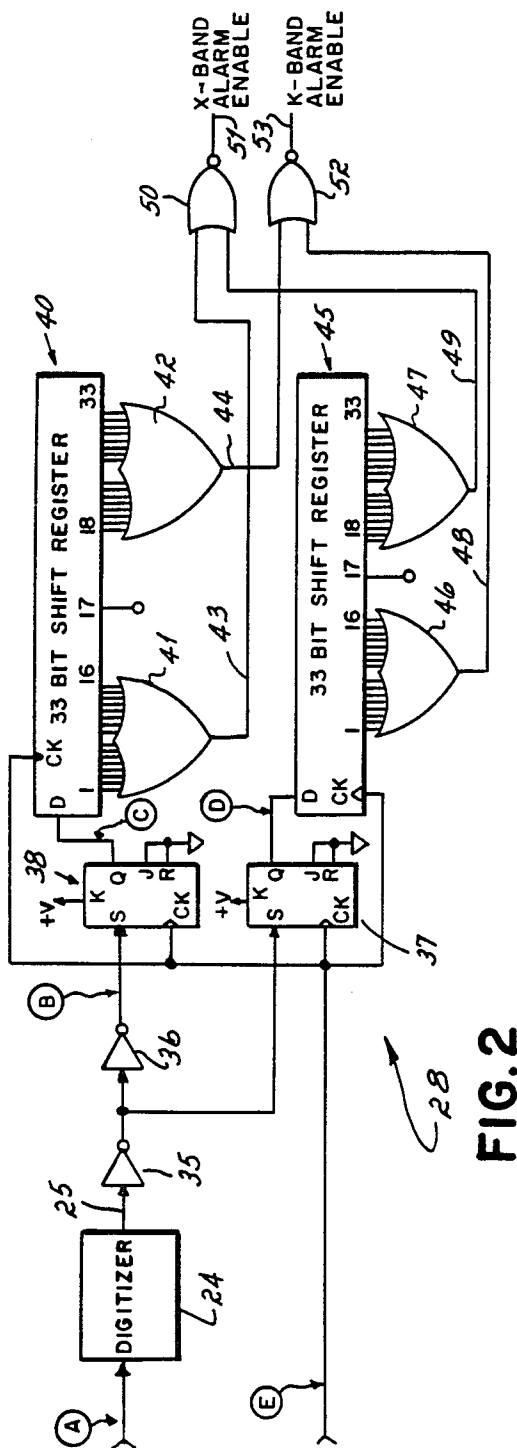 A
DIGITIZER
24
25
35
36
B
E
+V
38
S
K
Q
J
R
CK
C
+V
S
K
Q
J
R
CK
37
D
D
CK
33 BIT SHIFT REGISTER
40
1
16
17
18
33
41
42
43
44
D
CK
33 BIT SHIFT REGISTER
45
1
16
17
18
33
46
47
48
49
50
X-BAND
ALARM
ENABLE
51
52
53
K-BAND
ALARM
ENABLE
28
FIG.2